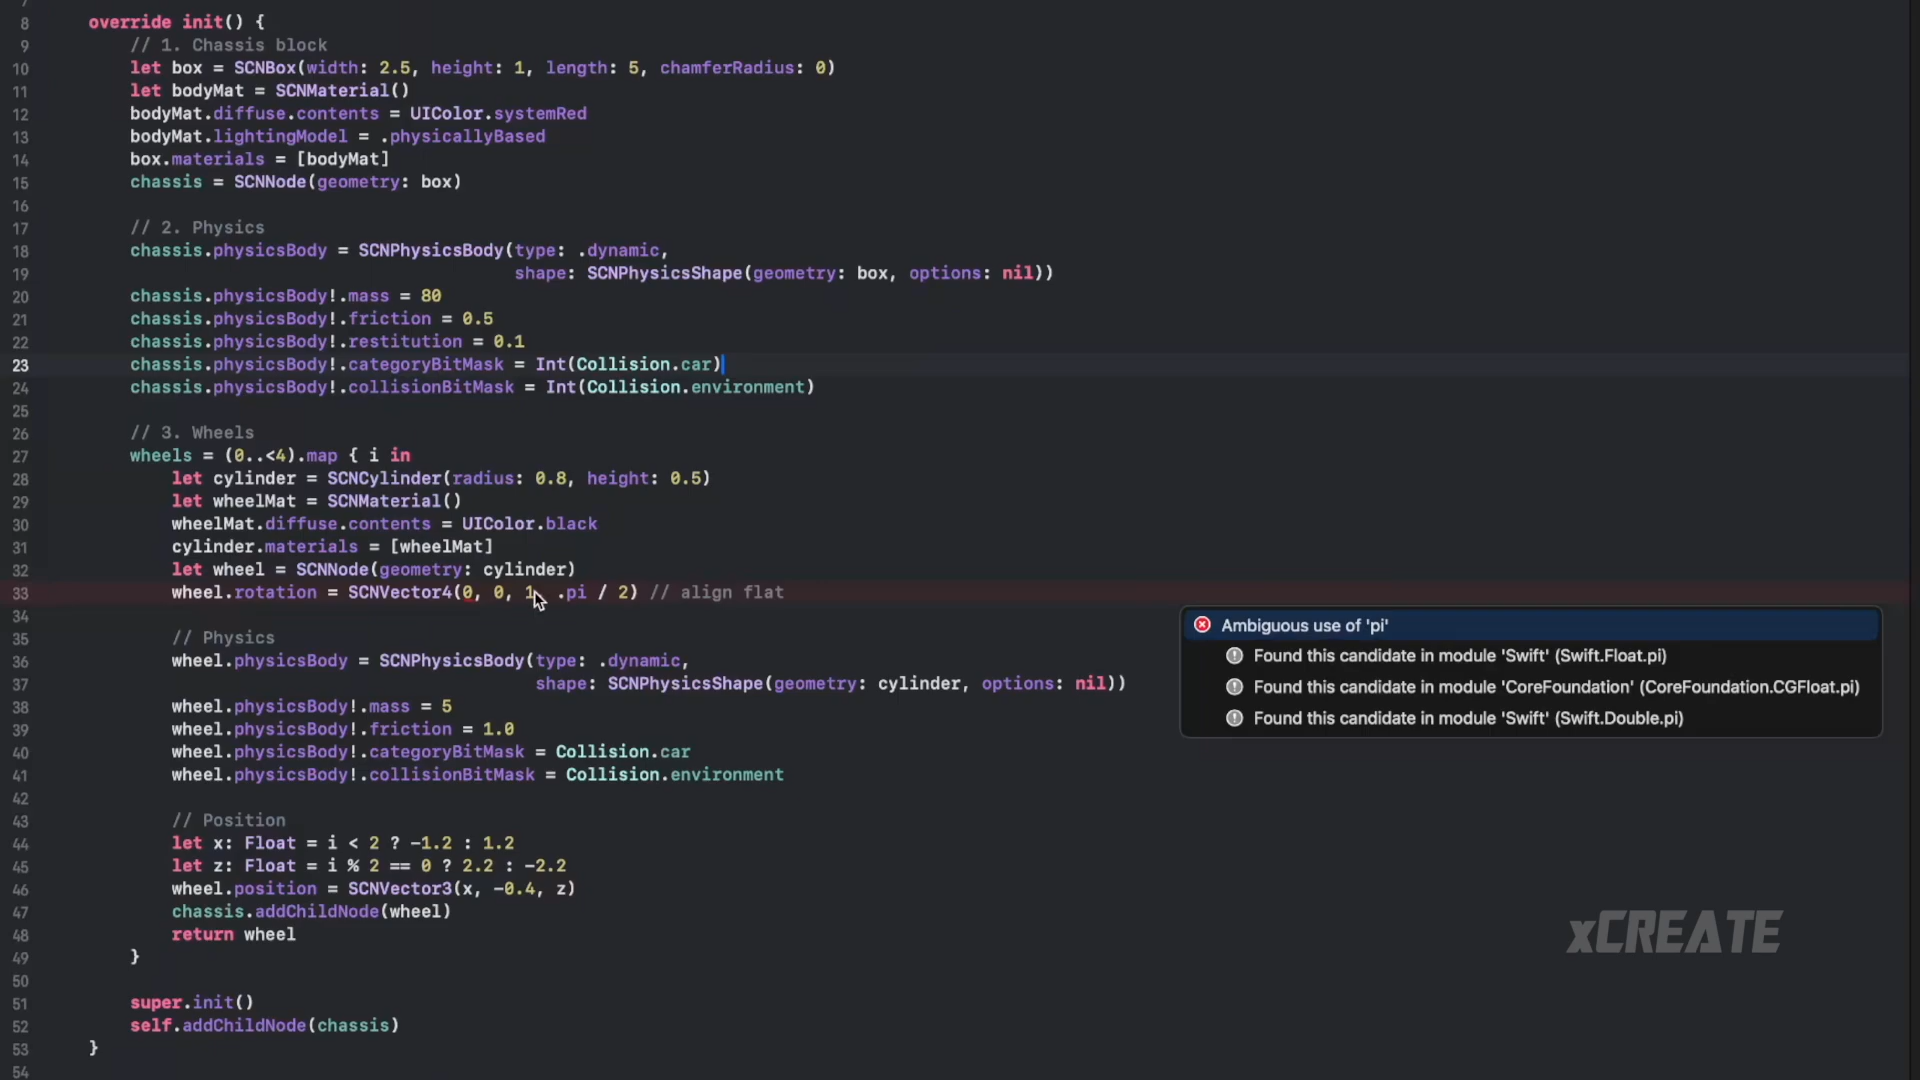 7
8 override init() {
9 // 1. Chassis block
10 let box = SCNBox(width: 2.5, height: 1, length: 5, chamferRadius: 0)
11 let bodyMat = SCNMaterial()
12 bodyMat.diffuse.contents = UIColor.systemRed
13 bodyMat.lightingModel = .physicallyBased
14 box.materials = [bodyMat]
15 chassis = SCNNode(geometry: box)
16
17 // 2. Physics
18 chassis.physicsBody = SCNPhysicsBody(type: .dynamic,
19 shape: SCNPhysicsShape(geometry: box, options: nil))
20 chassis.physicsBody!.mass = 80
21 chassis.physicsBody!.friction = 0.5
22 chassis.physicsBody!.restitution = 0.1
23 chassis.physicsBody!.categoryBitMask = Int(Collision.car)
24 chassis.physicsBody!.collisionBitMask = Int(Collision.environment)
25
26 // 3. Wheels
27 wheels = (0..<4).map { i in
28 let cylinder = SCNCylinder(radius: 0.8, height: 0.5)
29 let wheelMat = SCNMaterial()
30 wheelMat.diffuse.contents = UIColor.black
31 cylinder.materials = [wheelMat]
32 let wheel = SCNNode(geometry: cylinder)
33 wheel.rotation = SCNVector4(0, 0, 1, .pi / 2) // align flat
34
Ambiguous use of 'pi'
35 // Physics
Found this candidate in module 'Swift' (Swift.Float.pi)
36 wheel.physicsBody = SCNPhysicsBody(type: .dynamic,
37 shape: SCNPhysicsShape(geometry: cylinder, options: nil))
Found this candidate in module 'CoreFoundation' (CoreFoundation.CGFloat.pi)
38 wheel.physicsBody!.mass = 5
Found this candidate in module 'Swift' (Swift.Double.pi)
39 wheel.physicsBody!.friction = 1.0
40 wheel.physicsBody!.categoryBitMask = Collision.car
41 wheel.physicsBody!.collisionBitMask = Collision.environment
42
43 // Position
44 let x: Float = i < 2 ? -1.2 : 1.2
45 let z: Float = i % 2 == 0 ? 2.2 : -2.2
46 wheel.position = SCNVector3(x, -0.4, z)
47 chassis.addChildNode(wheel)
48 return wheel
xCREATE
49 }
50
51 super.init()
52 self.addChildNode(chassis)
53 }
54